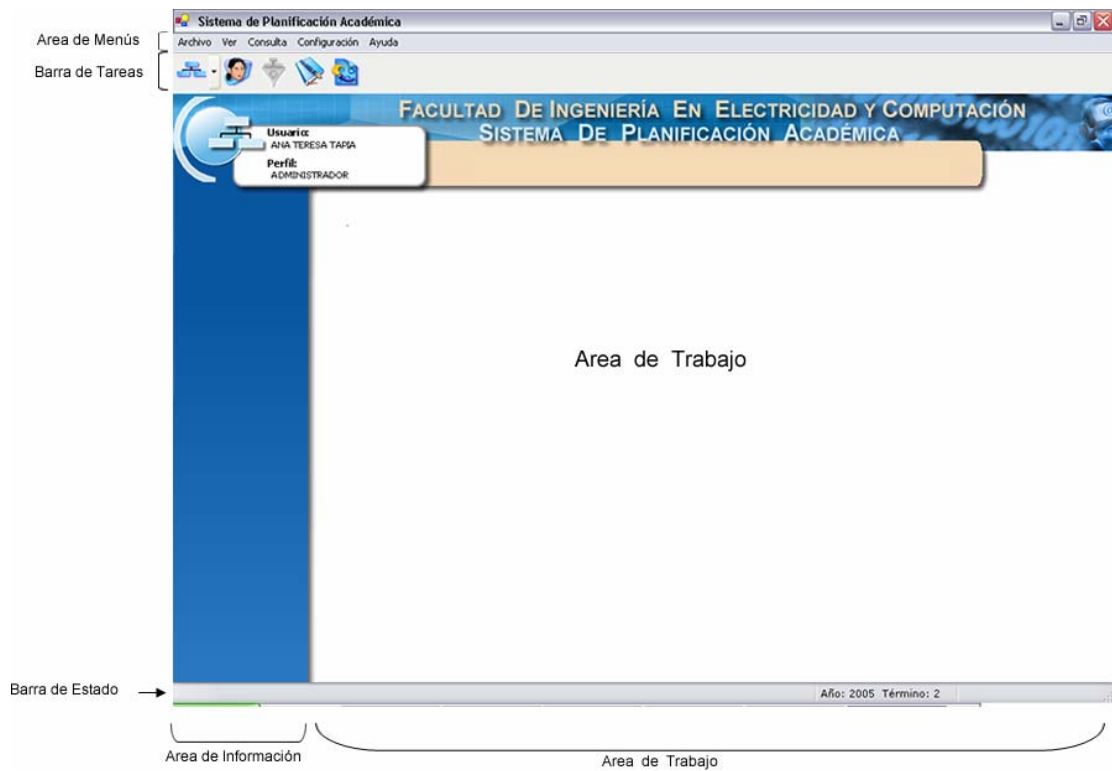 Sistema de Planificación Académica
Area de Menús
Archivo Ver Consulta Configuración Ayuda
Barra de Tareas
FACULTAD DE INGENIERÍA EN ELECTRICIDAD Y COMPUTACIÓN
SISTEMA DE PLANIFICACIÓN ACADÉMICA
Usuario:
ANA TERESA TAPIA
Perfil:
ADMINISTRADOR
Area de Trabajo
Barra de Estado
Año: 2005 Término: 2
Area de Información
Area de Trabajo